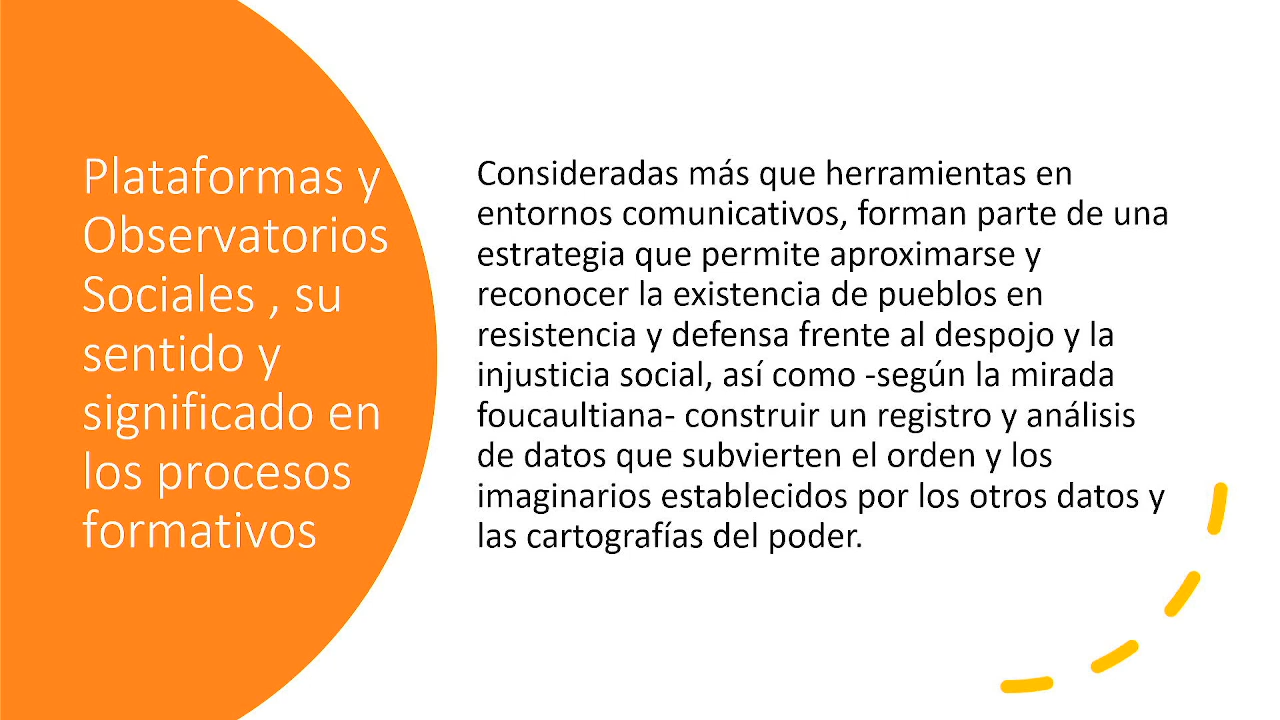 Plataformas y
Observatorios
Sociales , su
sentido y
significado en
los procesos
formativos
Consideradas más que herramientas en
entornos comunicativos, forman parte de una
estrategia que permite aproximarse y
reconocer la existencia de pueblos en
resistencia y defensa frente al despojo y la
injusticia social, así como -según la mirada
foucaultiana- construir un registro y análisis
de datos que subvierten el orden y los
imaginarios establecidos por los otros datos y
las cartografías del poder.